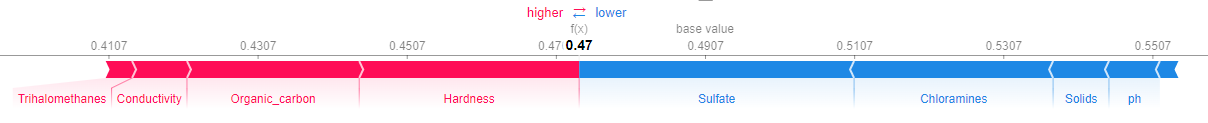 higher ⇄ lower
f(x) base value
0.4107 0.4307 0.4507 0.47 0.47 0.4907 0.5107 0.5307 0.5507
Trihalomethanes Conductivity Organic_carbon Hardness Sulfate Chloramines Solids ph